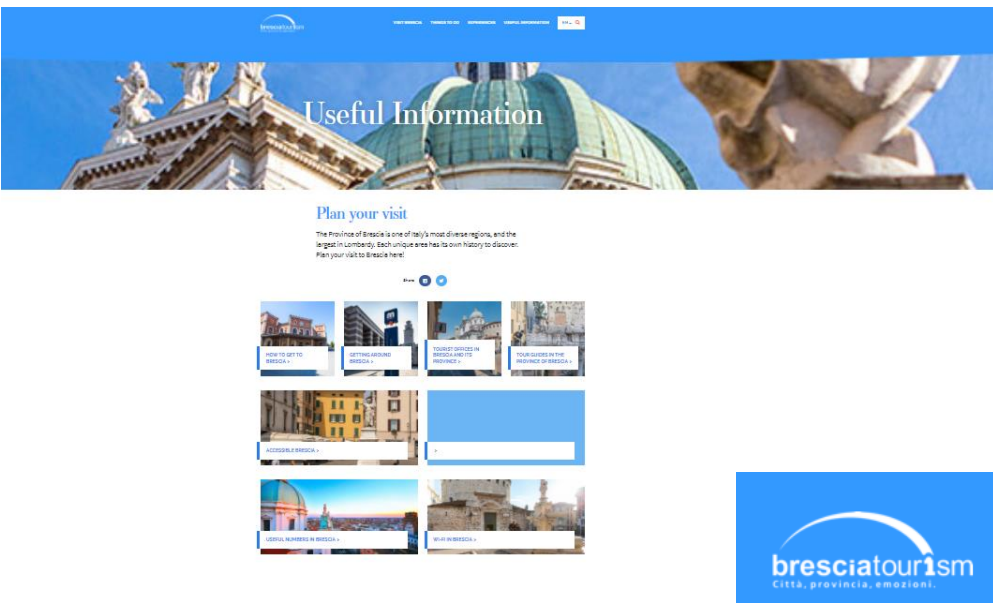 bresciatourism
VISIT BRESCIA THINGS TO DO EXPERIENCES USEFUL INFORMATION
Useful Information
Plan your visit
The Province of Brescia is one of Italy's most diverse regions, and the
largest in Lombardy. Each unique area has its own history to discover.
Plan your visit to Brescia here!
Share
HOW TO GET TO
BRESCIA >
GETTING AROUND
BRESCIA >
TOURIST OFFICES IN
BRESCIA AND ITS
PROVINCE >
TOUR GUIDES IN THE
PROVINCE OF BRESCIA >
ACCESSIBLE BRESCIA >
>
USEFUL NUMBERS IN BRESCIA >
WI-FI IN BRESCIA >
bresciatourism
Città, provincia, emozioni.